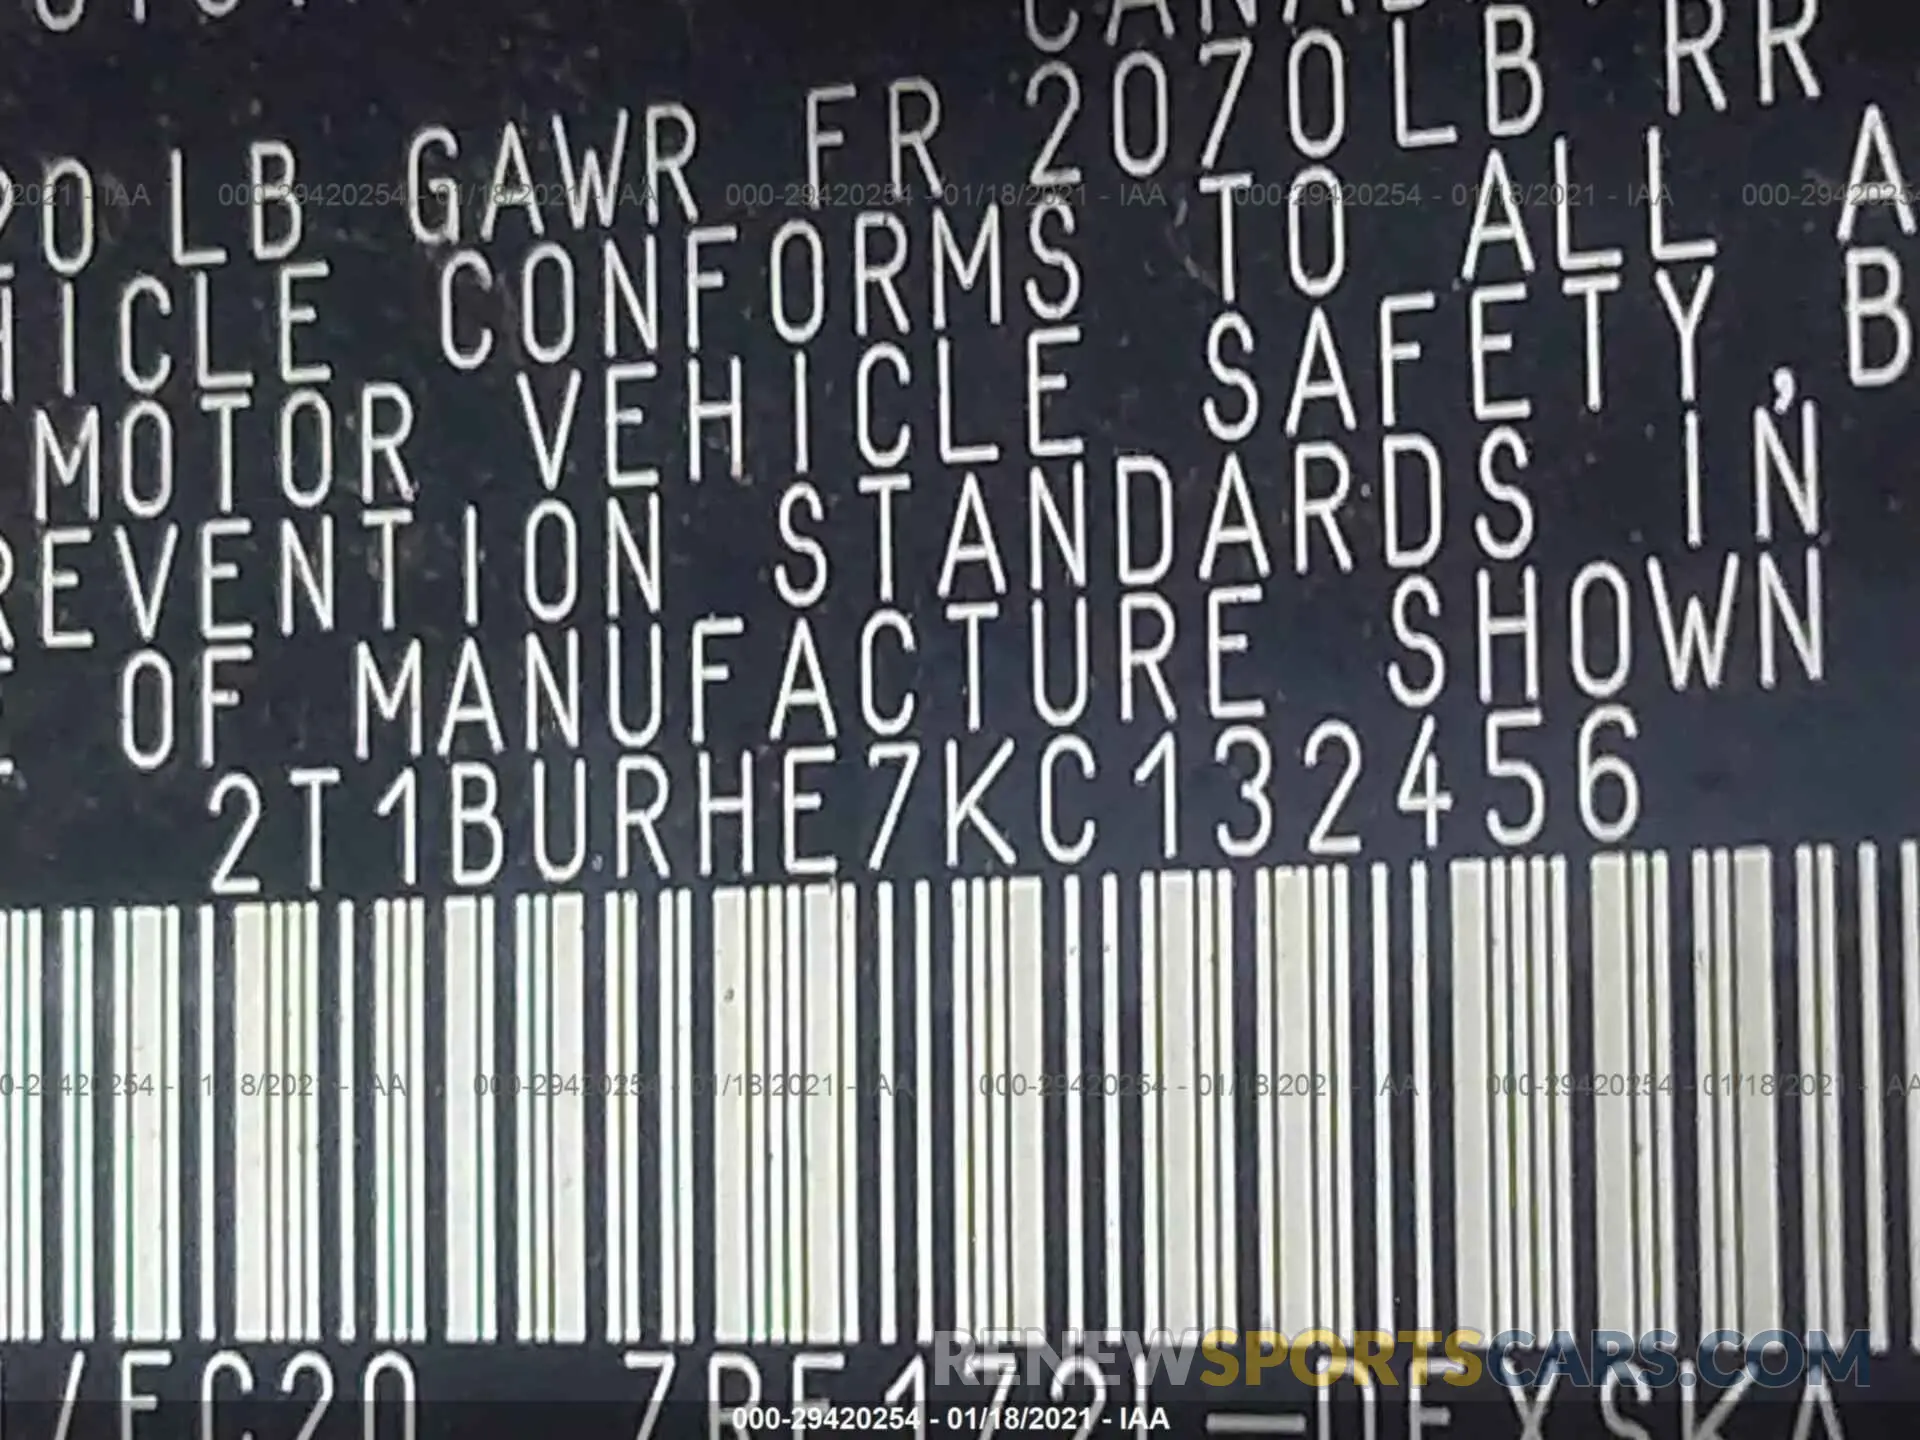 20 LB GAWR FR 2070LB RR
VEHICLE CONFORMS TO ALL A
MOTOR VEHICLE SAFETY, B
PREVENTION STANDARDS IN
OF MANUFACTURE SHOWN
2T1BURHE7KC132456
000-29420254 - 01/18/2021 - IAA
000-29420254 - 01/18/2021 - IAA
RENEWSPORTSCARS.COM
000-29420254 - 01/18/2021 - IAA